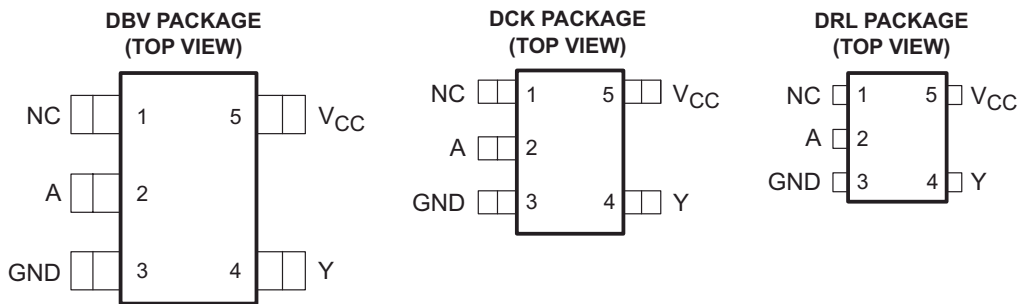 DBV PACKAGE
(TOP VIEW)
NC 1 5 VCC
A 2
GND 3 4 Y
DCK PACKAGE
(TOP VIEW)
NC 1 5 VCC
A 2
GND 3 4 Y
DRL PACKAGE
(TOP VIEW)
NC 1 5 VCC
A 2
GND 3 4 Y